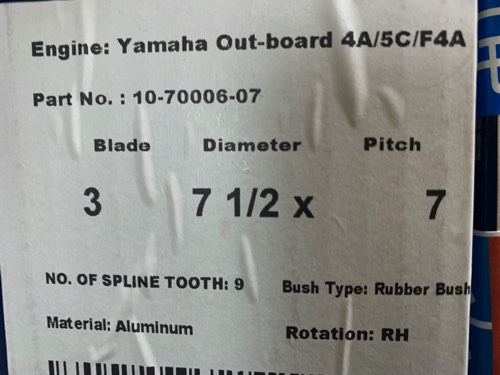 Engine: Yamaha Out-board 4A/5C/F4A
Part No. : 10-70006-07
Blade Diameter Pitch
3 7 1/2 x 7
NO. OF SPLINE TOOTH: 9 Bush Type: Rubber Bush
Material: Aluminum Rotation: RH